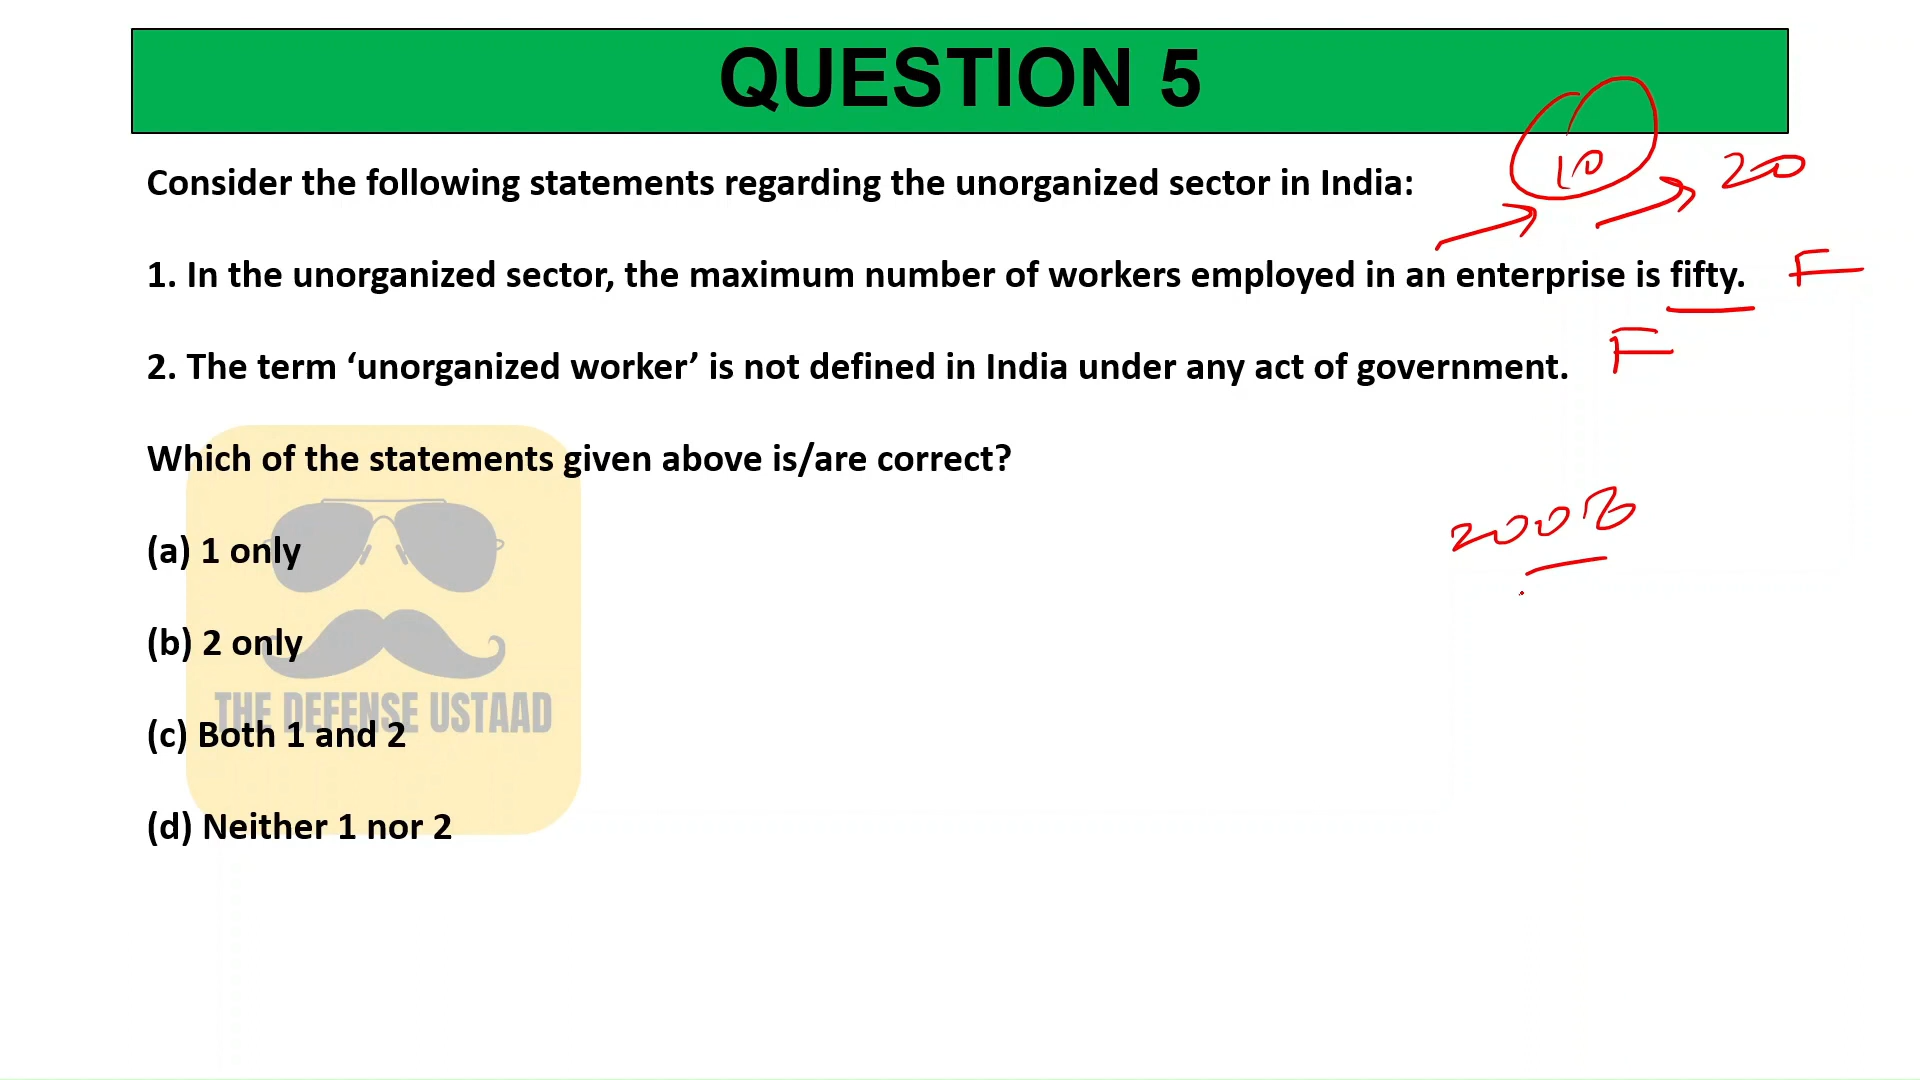 QUESTION 5
10
20
Consider the following statements regarding the unorganized sector in India:
1. In the unorganized sector, the maximum number of workers employed in an enterprise is fifty. F
2. The term ‘unorganized worker’ is not defined in India under any act of government. F
Which of the statements given above is/are correct?
2008
(a) 1 only
(b) 2 only
THE DEFENSE USTAAD
(c) Both 1 and 2
(d) Neither 1 nor 2